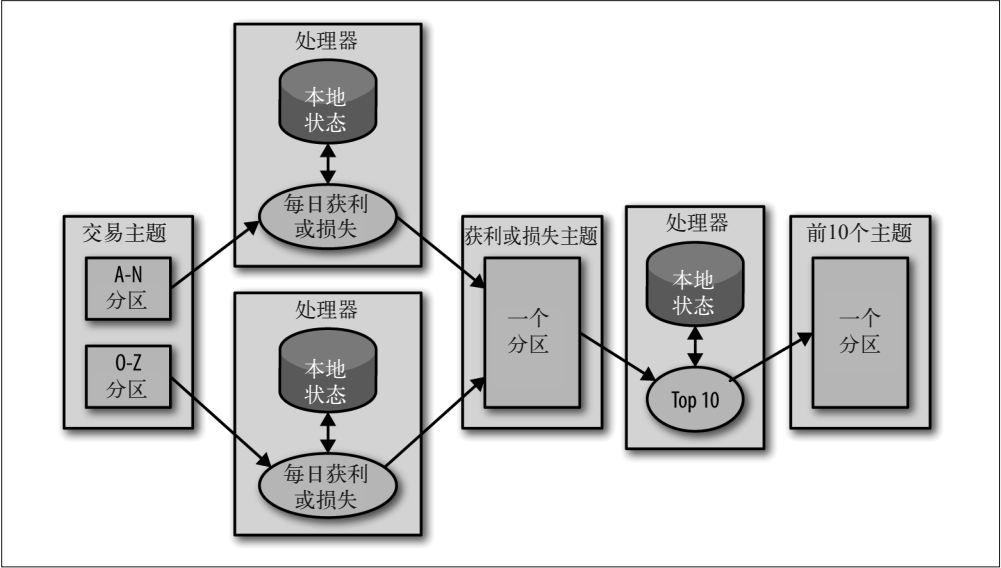 交易主题
A-N
分区
O-Z
分区
处理器
本地
状态
每日获利
或损失
处理器
本地
状态
每日获利
或损失
获利或损失主题
一个
分区
处理器
本地
状态
Top 10
前10个主题
一个
分区